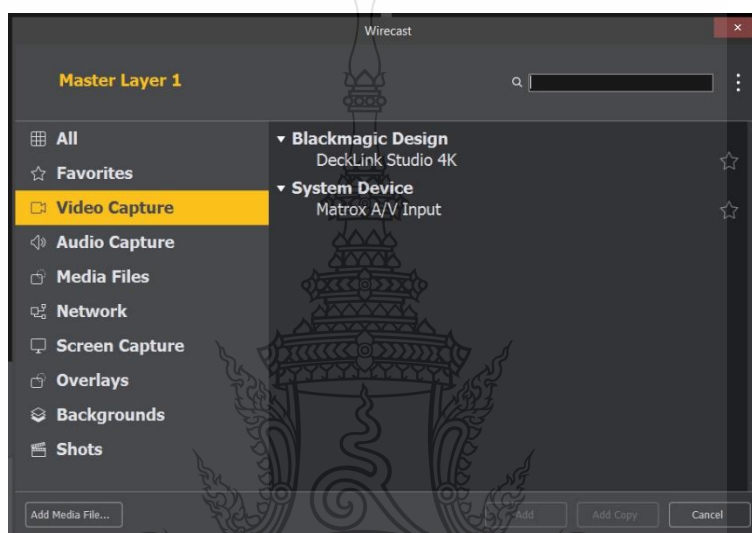 Wirecast
Master Layer 1
All
Favorites
Video Capture
Audio Capture
Media Files
Network
Screen Capture
Overlays
Backgrounds
Shots
Blackmagic Design
DeckLink Studio 4K
System Device
Matrox A/V Input
Add Media File...
Add
Add Copy
Cancel